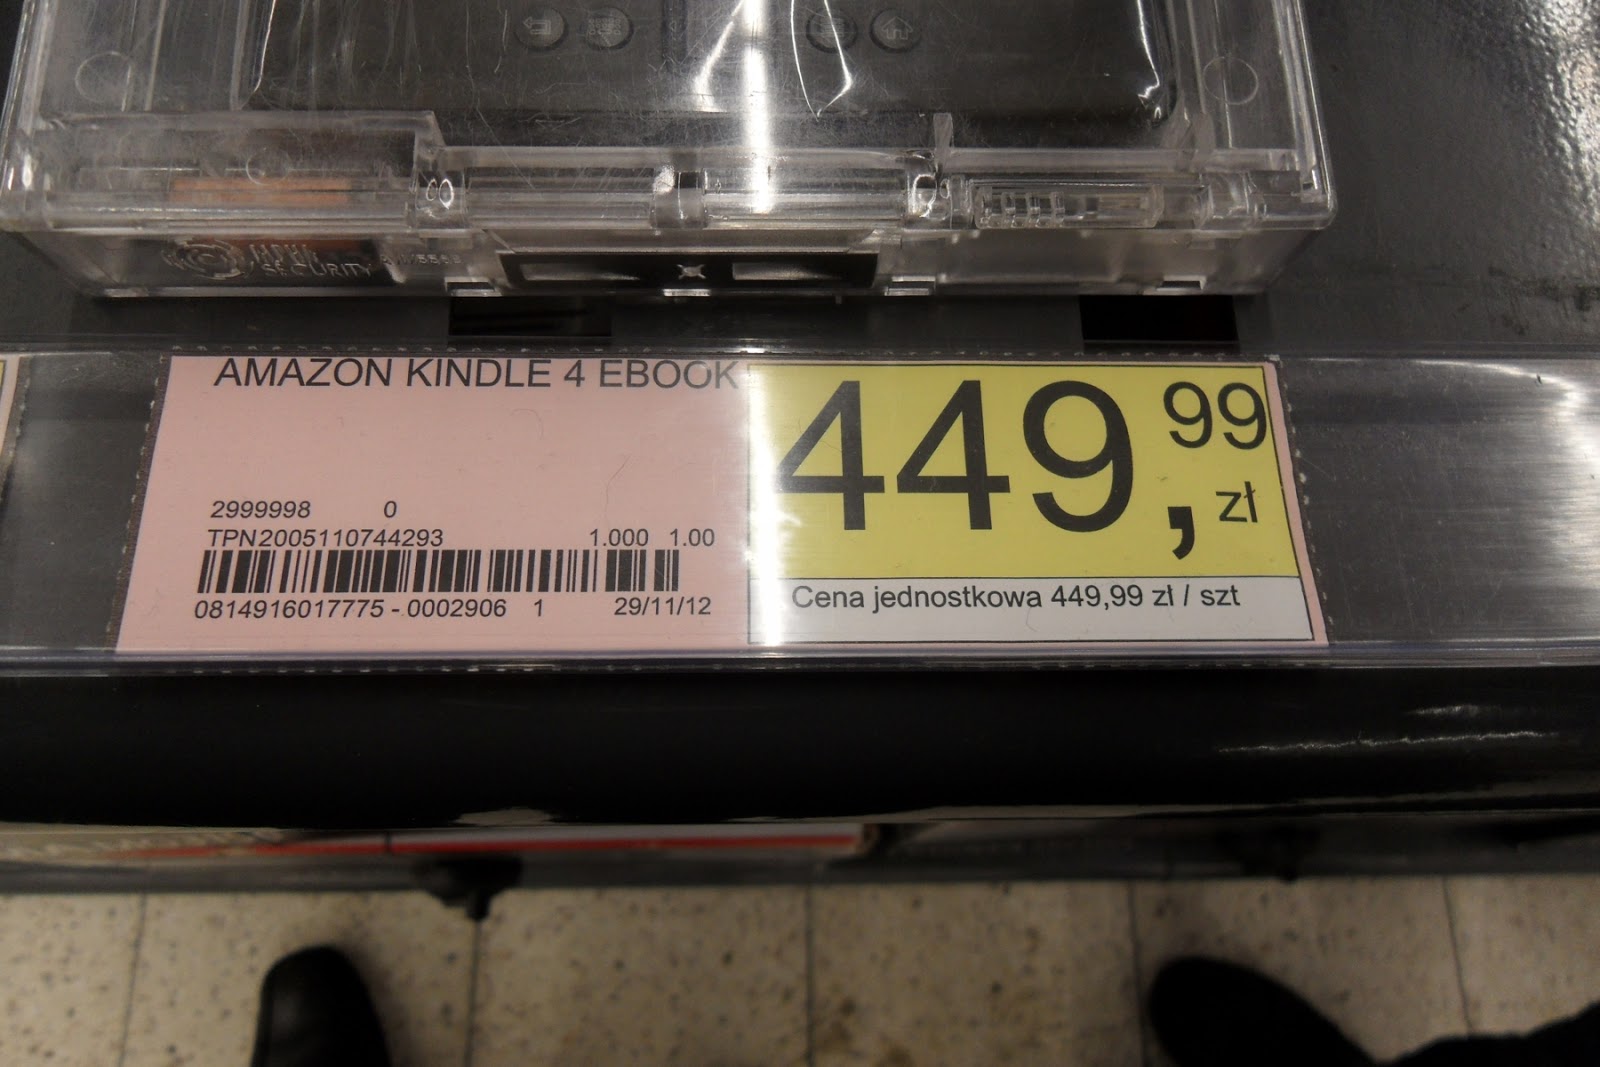 SECURITY
AMAZON KINDLE 4 EBOOK
449,99 zł
2999998 0
TPN2005110744293 1.000 1.00
0814916017775 - .0002906 1 29/11/12
Cena jednostkowa 449,99 zł / szt